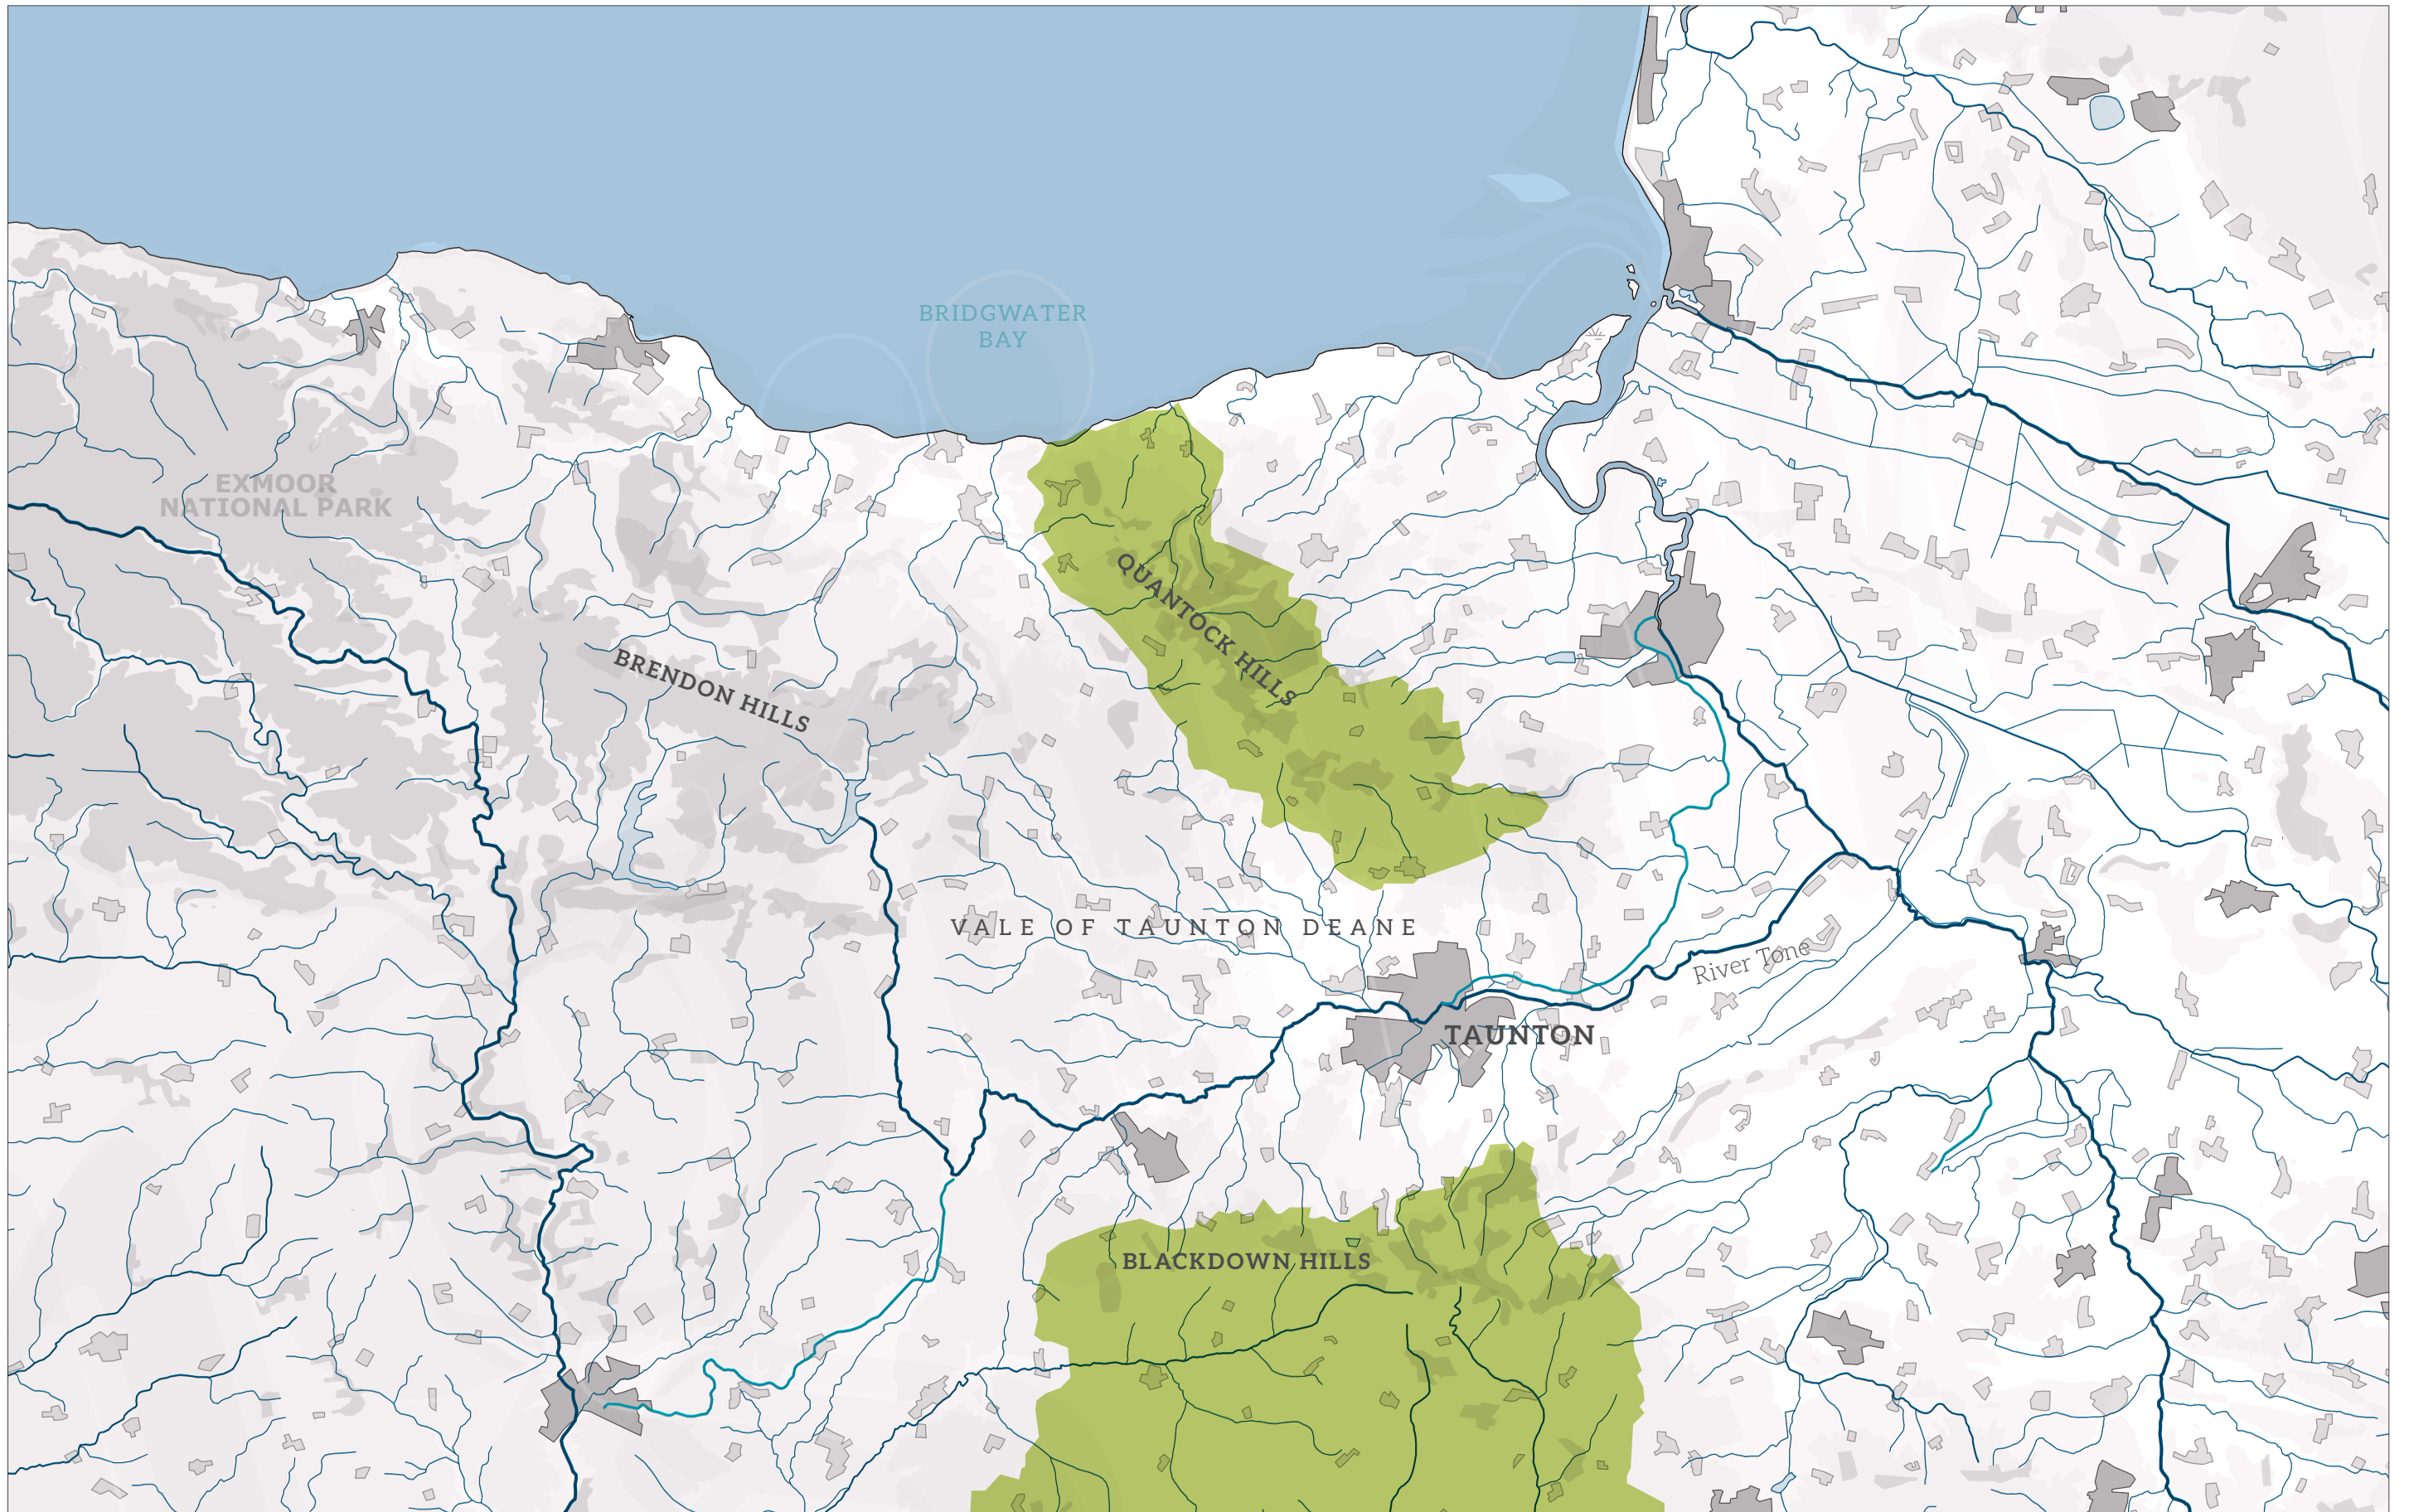 BRIDGWATER
BAY
EXMOOR
NATIONAL PARK
QUANTOCK HILLS
BRENDON HILLS
VALE OF TAUNTON DEANE
River Tone
TAUNTON
BLACKDOWN HILLS